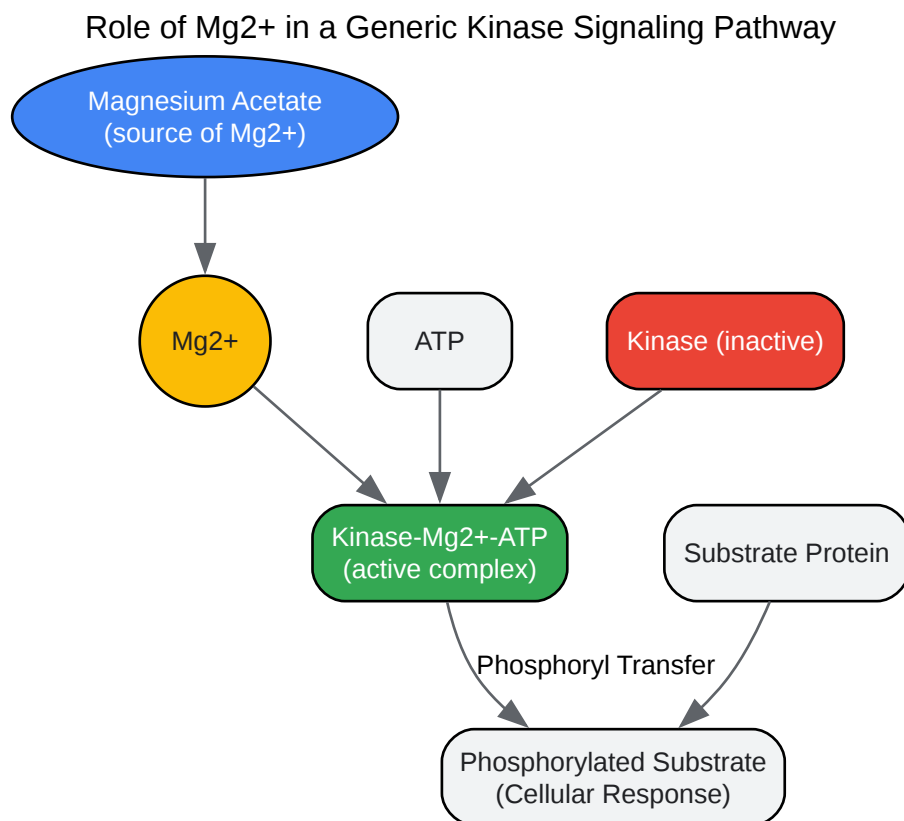 Role of Mg2+ in a Generic Kinase Signaling Pathway
Magnesium Acetate
(source of Mg2+)
Mg2+
ATP
Kinase (inactive)
Kinase-Mg2+-ATP
(active complex)
Substrate Protein
Phosphoryl Transfer
Phosphorylated Substrate
(Cellular Response)